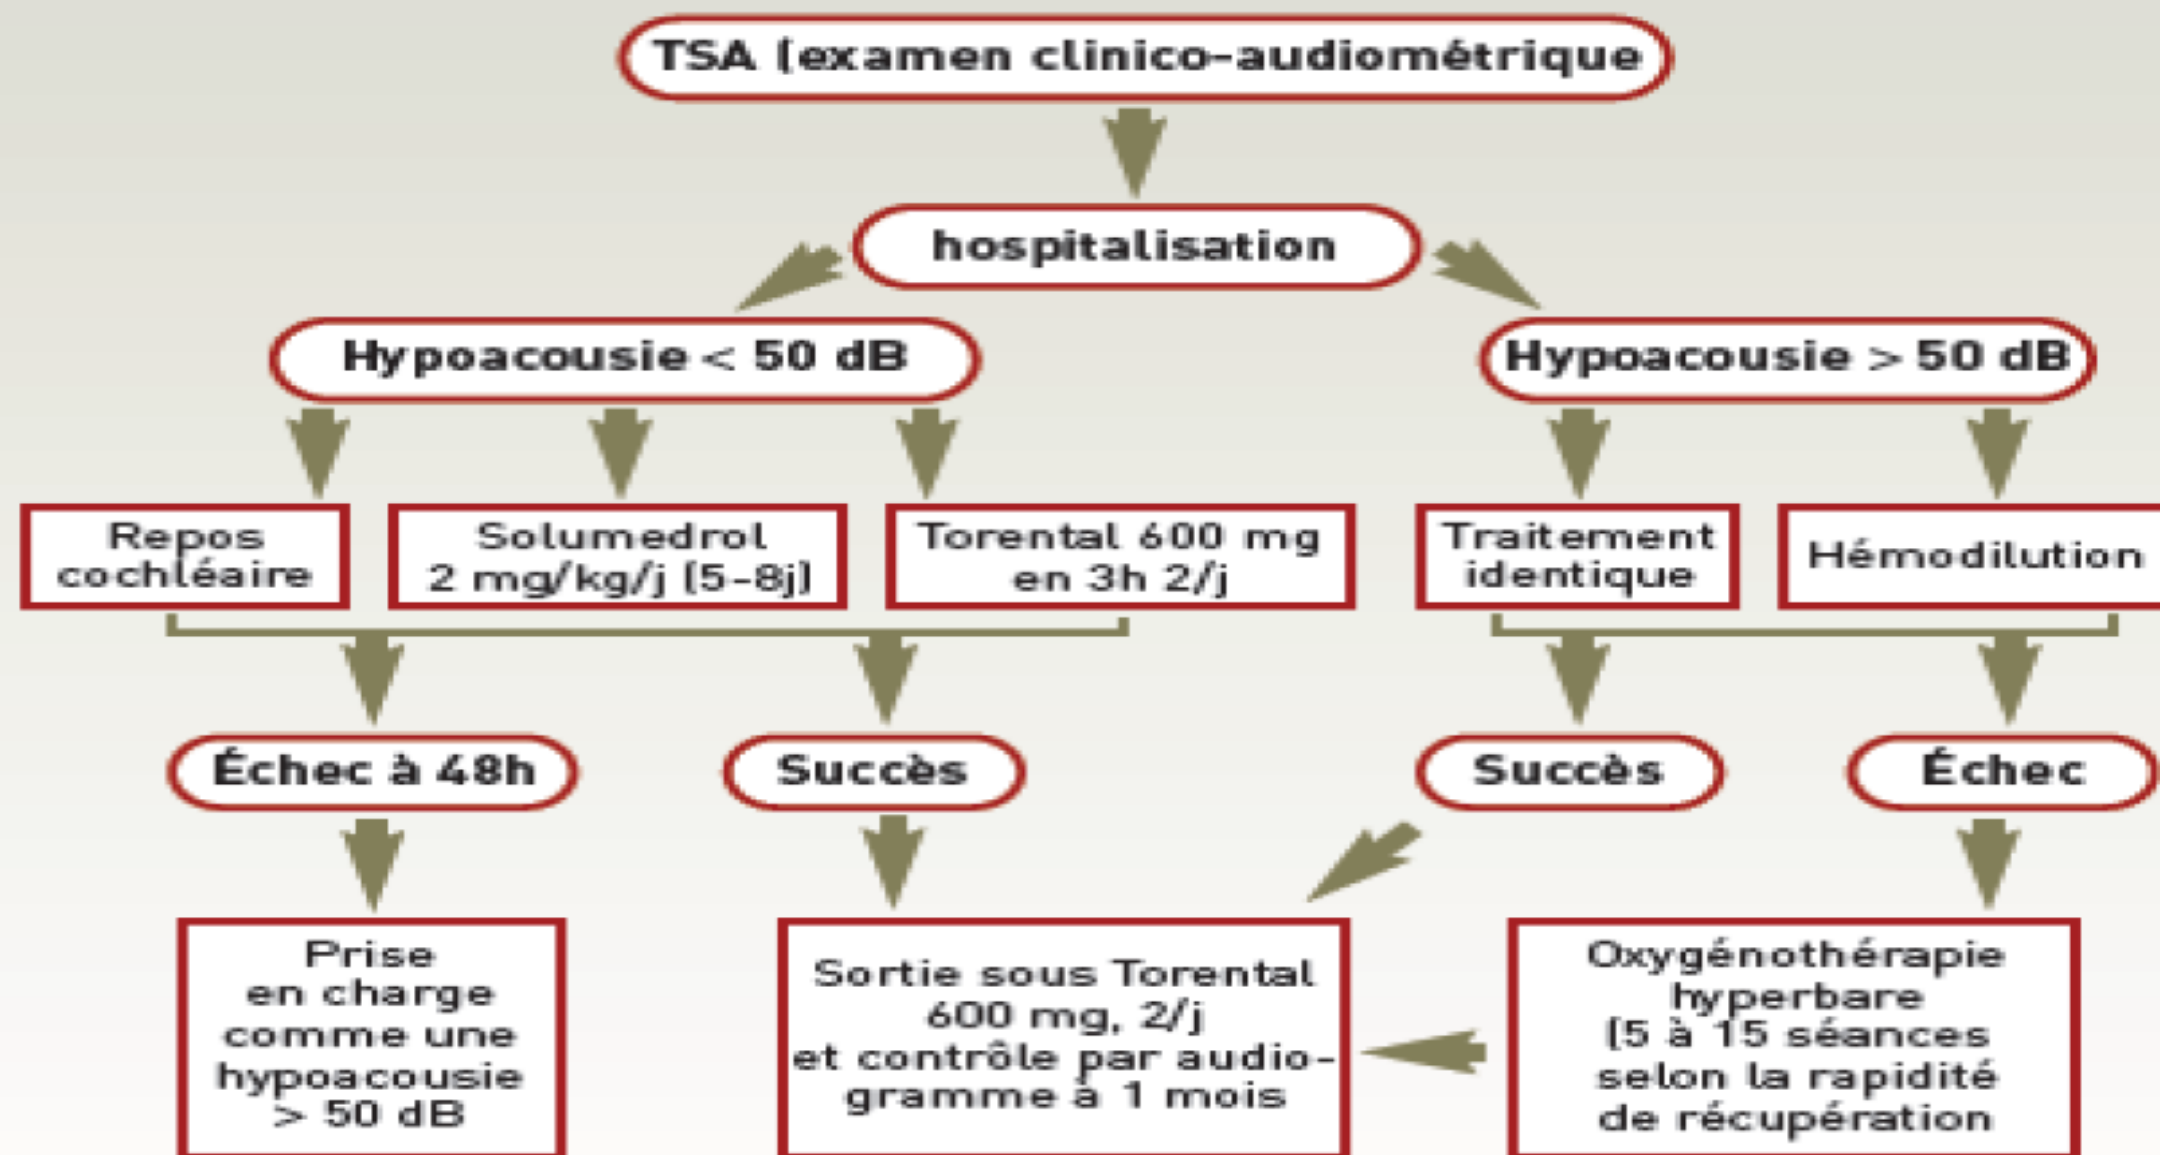 TSA (examen clinico-audiométrique
hospitalisation
Hypoacousie < 50 dB
Hypoacousie > 50 dB
Repos
cochléaire
Solumedrol
2 mg/kg/j (5-8j)
Torental 600 mg
en 3h 2/j
Traitement
identique
Hémodilution
Échec à 48h
Succès
Succès
Échec
Prise
en charge
comme une
hypoacousie
> 50 dB
Sortie sous Torental
600 mg, 2/j
et contrôle par audio-
gramme à 1 mois
Oxygénothérapie
hyperbare
(5 à 15 séances
selon la rapidité
de récupération